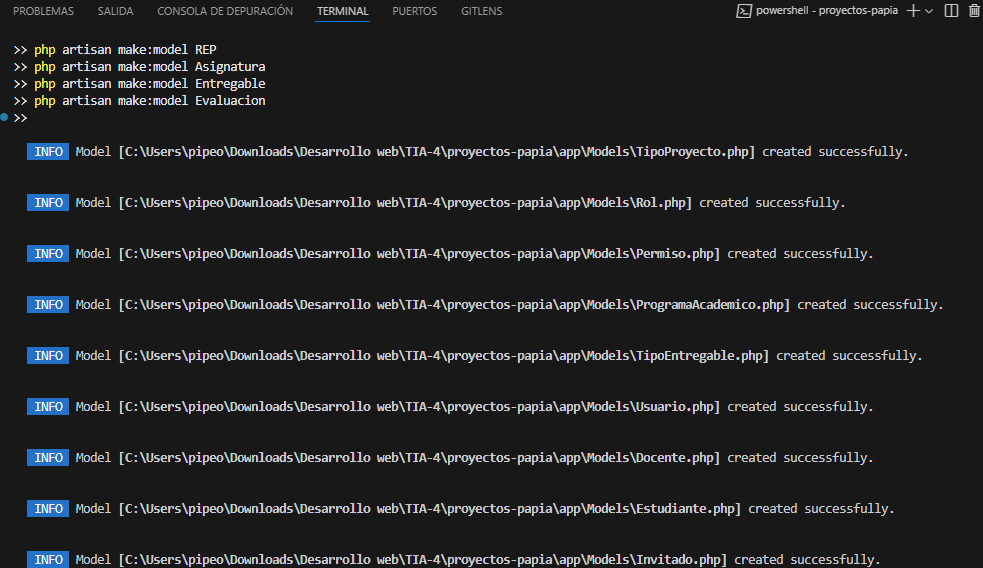 PROBLEMAS SALIDA CONSOLA DE DEPURACIÓN TERMINAL PUERTOS GITLENS powershell - proyectos-papia
>> php artisan make:model REP
>> php artisan make:model Asignatura
>> php artisan make:model Entregable
>> php artisan make:model Evaluacion
>>
INFO Model [C:\Users\pipeo\Downloads\Desarrollo web\TIA-4\proyectos-papia\app\Models\TipoProyecto.php] created successfully.
INFO Model [C:\Users\pipeo\Downloads\Desarrollo web\TIA-4\proyectos-papia\app\Models\Rol.php] created successfully.
INFO Model [C:\Users\pipeo\Downloads\Desarrollo web\TIA-4\proyectos-papia\app\Models\Permiso.php] created successfully.
INFO Model [C:\Users\pipeo\Downloads\Desarrollo web\TIA-4\proyectos-papia\app\Models\ProgramaAcademico.php] created successfully.
INFO Model [C:\Users\pipeo\Downloads\Desarrollo web\TIA-4\proyectos-papia\app\Models\TipoEntregable.php] created successfully.
INFO Model [C:\Users\pipeo\Downloads\Desarrollo web\TIA-4\proyectos-papia\app\Models\Usuario.php] created successfully.
INFO Model [C:\Users\pipeo\Downloads\Desarrollo web\TIA-4\proyectos-papia\app\Models\Docente.php] created successfully.
INFO Model [C:\Users\pipeo\Downloads\Desarrollo web\TIA-4\proyectos-papia\app\Models\Estudiante.php] created successfully.
INFO Model [C:\Users\pipeo\Downloads\Desarrollo web\TIA-4\proyectos-papia\app\Models\Invitado.php] created successfully.